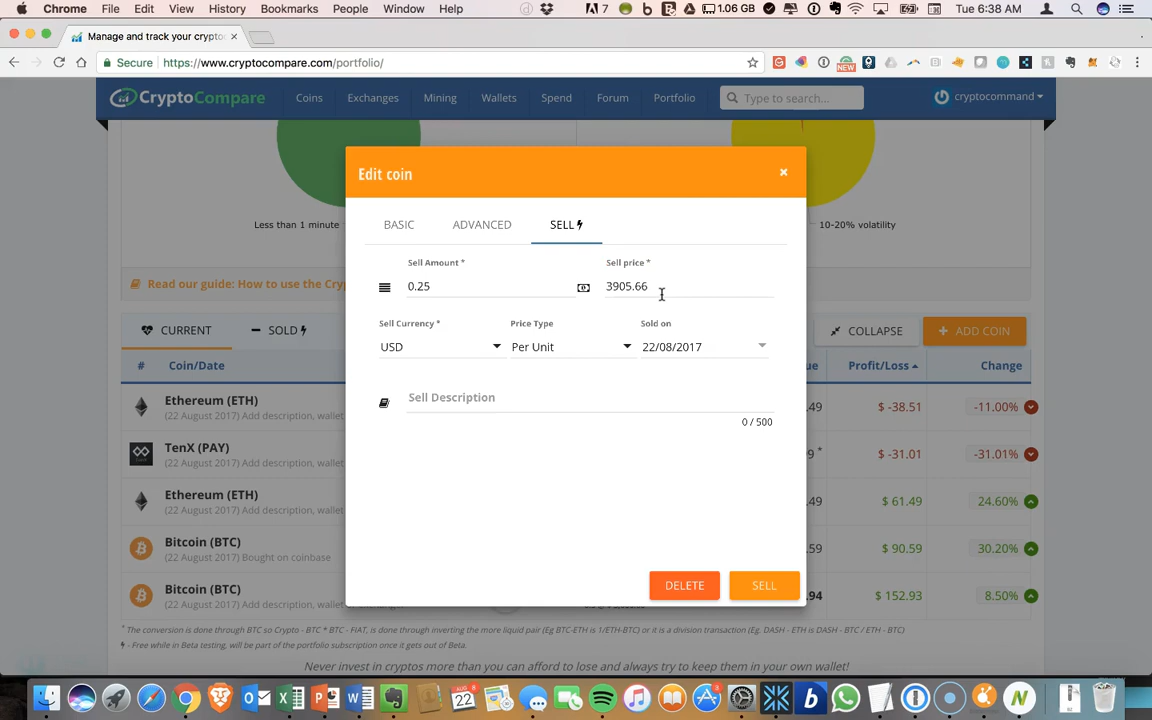 Chrome File Edit View History Bookmarks People Window Help 7 1.06 GB Tue 6:38 AM
Manage and track your crypto
Secure https://www.cryptocompare.com/portfolio/
NEW
CryptoCompare Coins Exchanges Mining Wallets Spend Forum Portfolio Type to search... cryptocommand
Edit coin
Less than 1 minute
10-20% volatility
BASIC ADVANCED SELL
Sell Amount * Sell price *
0.25 3905.66
Read our guide: How to use the Cry
Sell Currency * Price Type Sold on
USD Per Unit 22/08/2017
CURRENT SOLD COLLAPSE + ADD COIN
# Coin/Date ue Profit/Loss Change
Sell Description
0 / 500
Ethereum (ETH) .49 $ -38.51 -11.00%
(22 August 2017) Add description, wallet
TenX (PAY) 9 * $ -31.01 -31.01%
(22 August 2017) Add description, wallet
Ethereum (ETH) .49 $ 61.49 24.60%
(22 August 2017) Add description, wallet
Bitcoin (BTC) .59 $ 90.59 30.20%
(22 August 2017) Bought on coinbase
Bitcoin (BTC) .94 $ 152.93 8.50%
(22 August 2017) Add description, wallet
DELETE SELL
* The conversion is done through BTC so Crypto - BTC * BTC - FIAT, is done through inverting the more liquid pair (Eg BTC-ETH is 1/ETH-BTC) or it is a division transaction (Eg. DASH - ETH is DASH - BTC / ETH - BTC)
- Free while in Beta testing, will be part of the portfolio subscription once it gets out of Beta.
Never invest in cryptos more than you can afford to lose and always try to keep them in your own wallet!
AUG
22
3